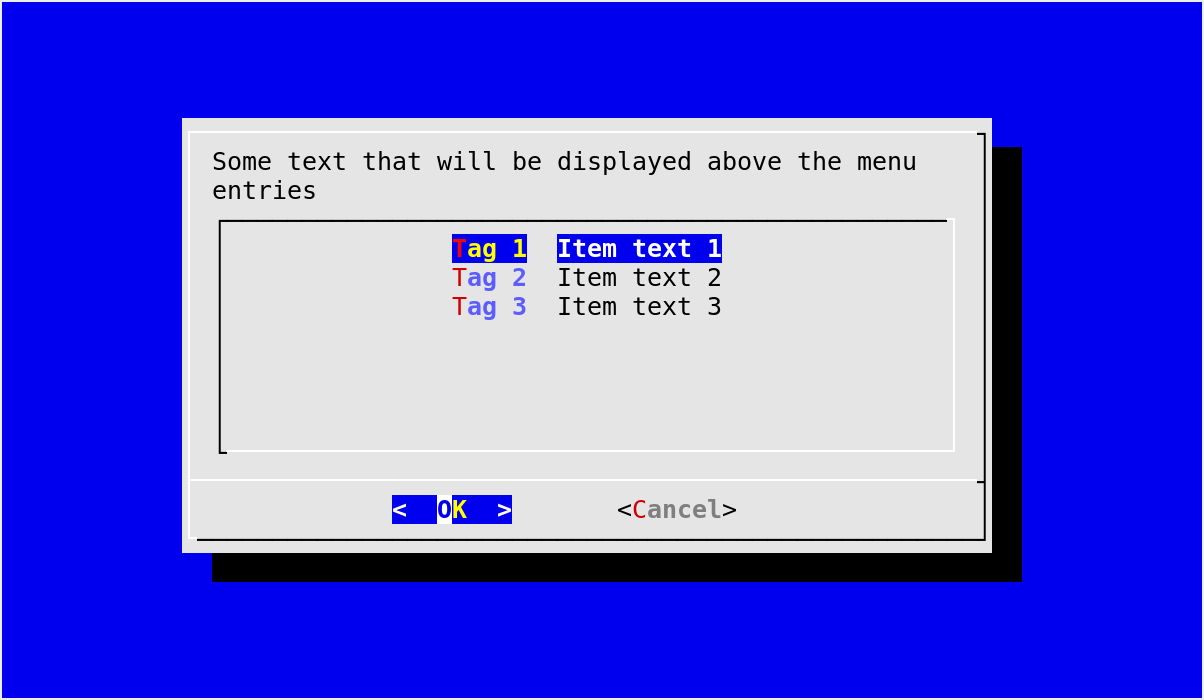 Some text that will be displayed above the menu
entries
Tag 1  Item text 1
Tag 2  Item text 2
Tag 3  Item text 3
<  OK  >       <Cancel>